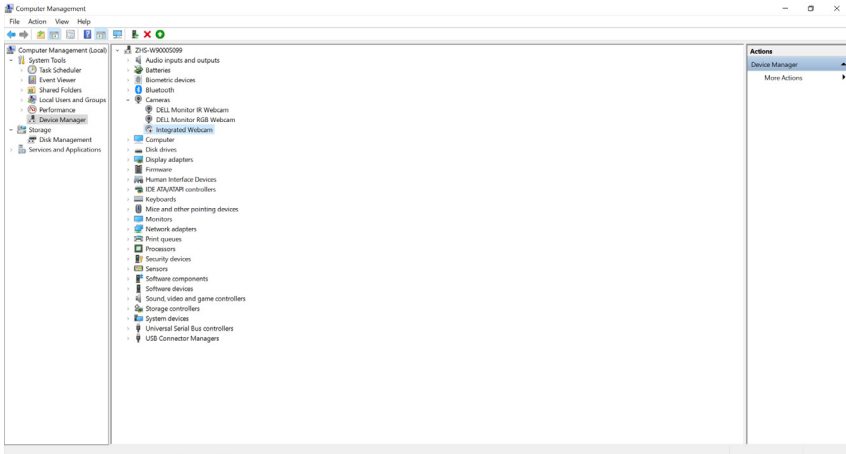 Computer Management
File Action View Help
Computer Management (Local)
System Tools
Task Scheduler
Event Viewer
Shared Folders
Local Users and Groups
Performance
Device Manager
Storage
Disk Management
Services and Applications
ZHS-W90005099
Audio inputs and outputs
Batteries
Biometric devices
Bluetooth
Cameras
DELL Monitor IR Webcam
DELL Monitor RGB Webcam
Integrated Webcam
Computer
Disk drives
Display adapters
Firmware
Human Interface Devices
IDE ATA/ATAPI controllers
Keyboards
Mice and other pointing devices
Monitors
Network adapters
Print queues
Processors
Security devices
Sensors
Software components
Software devices
Sound, video and game controllers
Storage controllers
System devices
Universal Serial Bus controllers
USB Connector Managers
Actions
Device Manager
More Actions